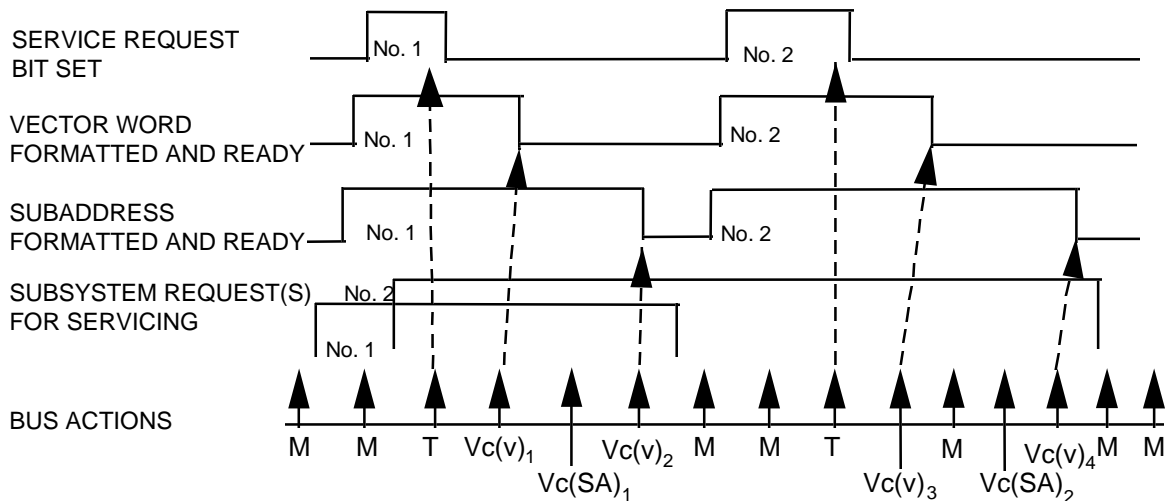 SERVICE REQUEST
BIT SET
No. 1
No. 2
VECTOR WORD
FORMATTED AND READY
No. 1
No. 2
SUBADDRESS
FORMATTED AND READY
No. 1
No. 2
SUBSYSTEM REQUEST(S)
FOR SERVICING
No. 2
No. 1
BUS ACTIONS
M M T Vc(v)1 Vc(v)2 M M T M Vc(v)4 M M
Vc(SA)1 Vc(v)3 Vc(SA)2